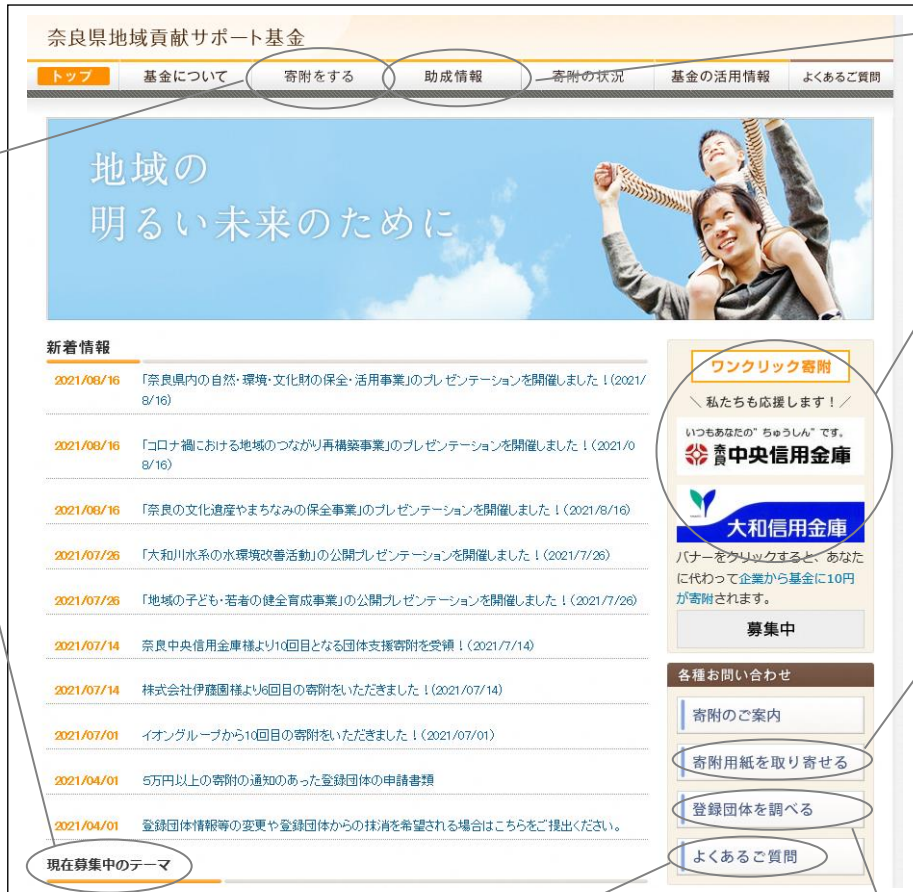 奈良県地域貢献サポート基金
トップ 基金について 寄附をする 助成情報 寄附の状況 基金の活用情報 よくあるご質問
地域の
明るい未来のために
新着情報
2021/08/16 「奈良県内の自然・環境・文化財の保全・活用事業」のプレゼンテーションを開催しました！(2021/
8/16)
2021/08/16 「コロナ禍における地域のつながり再構築事業」のプレゼンテーションを開催しました！(2021/0
8/16)
2021/08/16 「奈良の文化遺産やまちなみの保全事業」のプレゼンテーションを開催しました！(2021/8/16)
2021/07/26 「大和川水系の水環境改善活動」の公開プレゼンテーションを開催しました！(2021/7/26)
2021/07/26 「地域の子ども・若者の健全育成事業」の公開プレゼンテーションを開催しました！(2021/7/26)
2021/07/14 奈良中央信用金庫様より10回目となる団体支援寄附を受領！(2021/7/14)
2021/07/14 株式会社伊藤園様より6回目の寄附をいただきました！(2021/07/14)
2021/07/01 イオングループから10回目の寄附をいただきました！(2021/07/01)
2021/04/01 5万円以上の寄附の通知のあった登録団体の申請書類
2021/04/01 登録団体情報等の変更や登録団体からの抹消を希望される場合はこちらをご提出ください。
現在募集中のテーマ
ワンクリック寄附
＼私たちも応援します！／
いつもあなたの"ちゅうしん"です。
奈良中央信用金庫
大和信用金庫
バナーをクリックすると、あなた
に代わって企業から基金に10円
が寄附されます。
募集中
各種お問い合わせ
寄附のご案内
寄附用紙を取り寄せる
登録団体を調べる
よくあるご質問